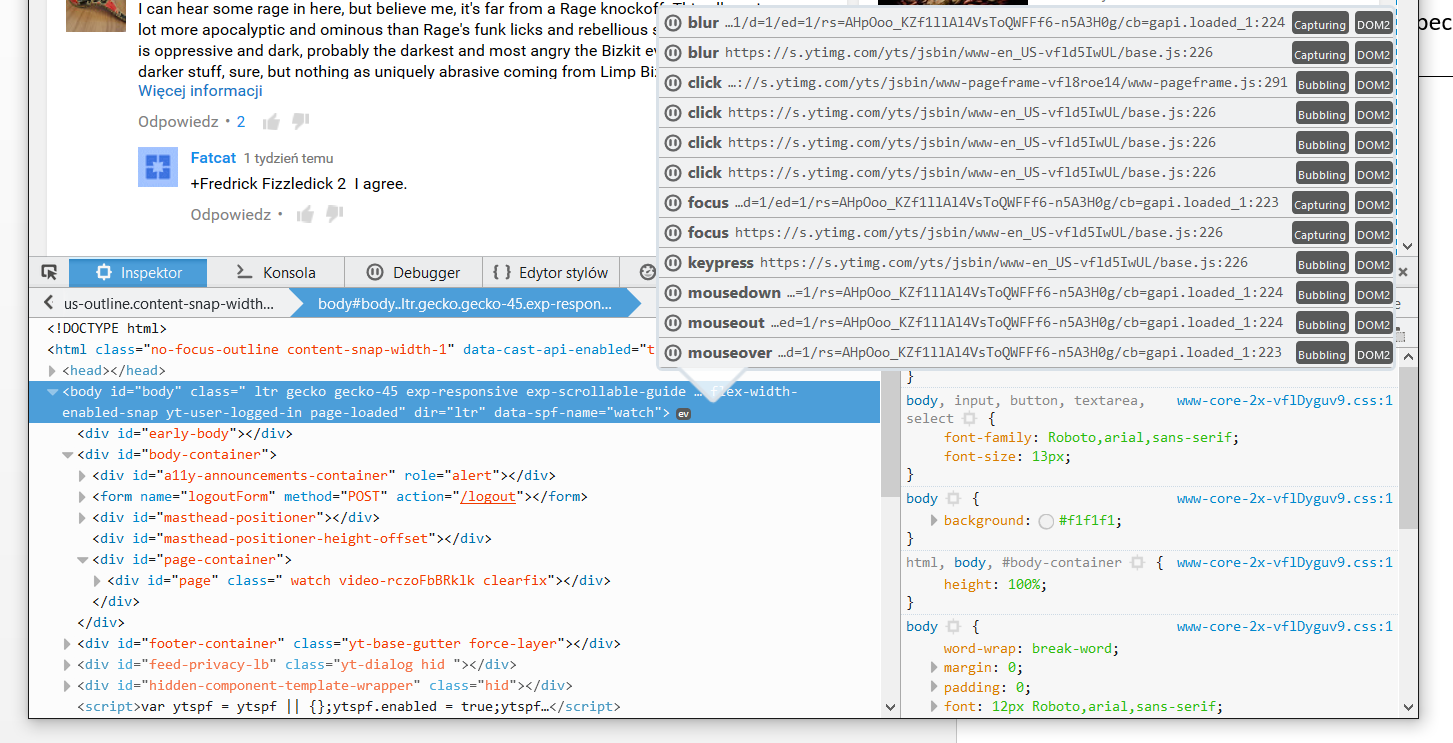 I can hear some rage in here, but believe me, it's far from a Rage knockoff.
lot more apocalyptic and ominous than Rage's funk licks and rebellious
is oppressive and dark, probably the darkest and most angry the Bizkit
darker stuff, sure, but nothing as uniquely abrasive coming from Limp
Więcej informacji
Odpowiedz • 2
Fatcat 1 tydzień temu
+Fredrick Fizzledick 2 I agree.
Odpowiedz •
blur …1/d=1/ed=1/rs=AHpOoo_KZf1llAl4VsToQWFFf6-n5A3H0g/cb=gapi.loaded_1:224 Capturing DOM2
blur https://s.ytimg.com/yts/jsbin/www-en_US-vfld5IwUL/base.js:226 Capturing DOM2
click …://s.ytimg.com/yts/jsbin/www-pageframe-vfl8roe14/www-pageframe.js:291 Bubbling DOM2
click https://s.ytimg.com/yts/jsbin/www-en_US-vfld5IwUL/base.js:226 Bubbling DOM2
click https://s.ytimg.com/yts/jsbin/www-en_US-vfld5IwUL/base.js:226 Bubbling DOM2
click https://s.ytimg.com/yts/jsbin/www-en_US-vfld5IwUL/base.js:226 Bubbling DOM2
focus …d=1/ed=1/rs=AHpOoo_KZf1llAl4VsToQWFFf6-n5A3H0g/cb=gapi.loaded_1:223 Capturing DOM2
focus https://s.ytimg.com/yts/jsbin/www-en_US-vfld5IwUL/base.js:226 Capturing DOM2
keypress https://s.ytimg.com/yts/jsbin/www-en_US-vfld5IwUL/base.js:226 Bubbling DOM2
mousedown …=1/rs=AHpOoo_KZf1llAl4VsToQWFFf6-n5A3H0g/cb=gapi.loaded_1:224 Bubbling DOM2
mouseout …ed=1/rs=AHpOoo_KZf1llAl4VsToQWFFf6-n5A3H0g/cb=gapi.loaded_1:224 Bubbling DOM2
mouseover …d=1/rs=AHpOoo_KZf1llAl4VsToQWFFf6-n5A3H0g/cb=gapi.loaded_1:223 Bubbling DOM2
Inspektor Konsola Debugger { } Edytor stylów
us-outline.content-snap-width... body#body..ltr.gecko.gecko-45.exp-respon...
<!DOCTYPE html>
<html class="no-focus-outline content-snap-width-1" data-cast-api-enabled="t
<head></head>
<body id="body" class=" ltr gecko gecko-45 exp-responsive exp-scrollable-guide … flex-width-
enabled-snap yt-user-logged-in page-loaded" dir="ltr" data-spf-name="watch"> ev
<div id="early-body"></div>
<div id="body-container">
<div id="a11y-announcements-container" role="alert"></div>
<form name="logoutForm" method="POST" action="/logout"></form>
<div id="masthead-positioner"></div>
<div id="masthead-positioner-height-offset"></div>
<div id="page-container">
<div id="page" class=" watch video-rczoFbBRklk clearfix"></div>
</div>
</div>
<div id="footer-container" class="yt-base-gutter force-layer"></div>
<div id="feed-privacy-lb" class="yt-dialog hid "></div>
<div id="hidden-component-template-wrapper" class="hid"></div>
<script>var ytspf = ytspf || {};ytspf.enabled = true;ytspf…</script>
}
body, input, button, textarea, www-core-2x-vflDyguv9.css:1
select {
font-family: Roboto,arial,sans-serif;
font-size: 13px;
}
body { www-core-2x-vflDyguv9.css:1
background: #f1f1f1;
}
html, body, #body-container { www-core-2x-vflDyguv9.css:1
height: 100%;
}
body { www-core-2x-vflDyguv9.css:1
word-wrap: break-word;
margin: 0;
padding: 0;
font: 12px Roboto,arial,sans-serif;